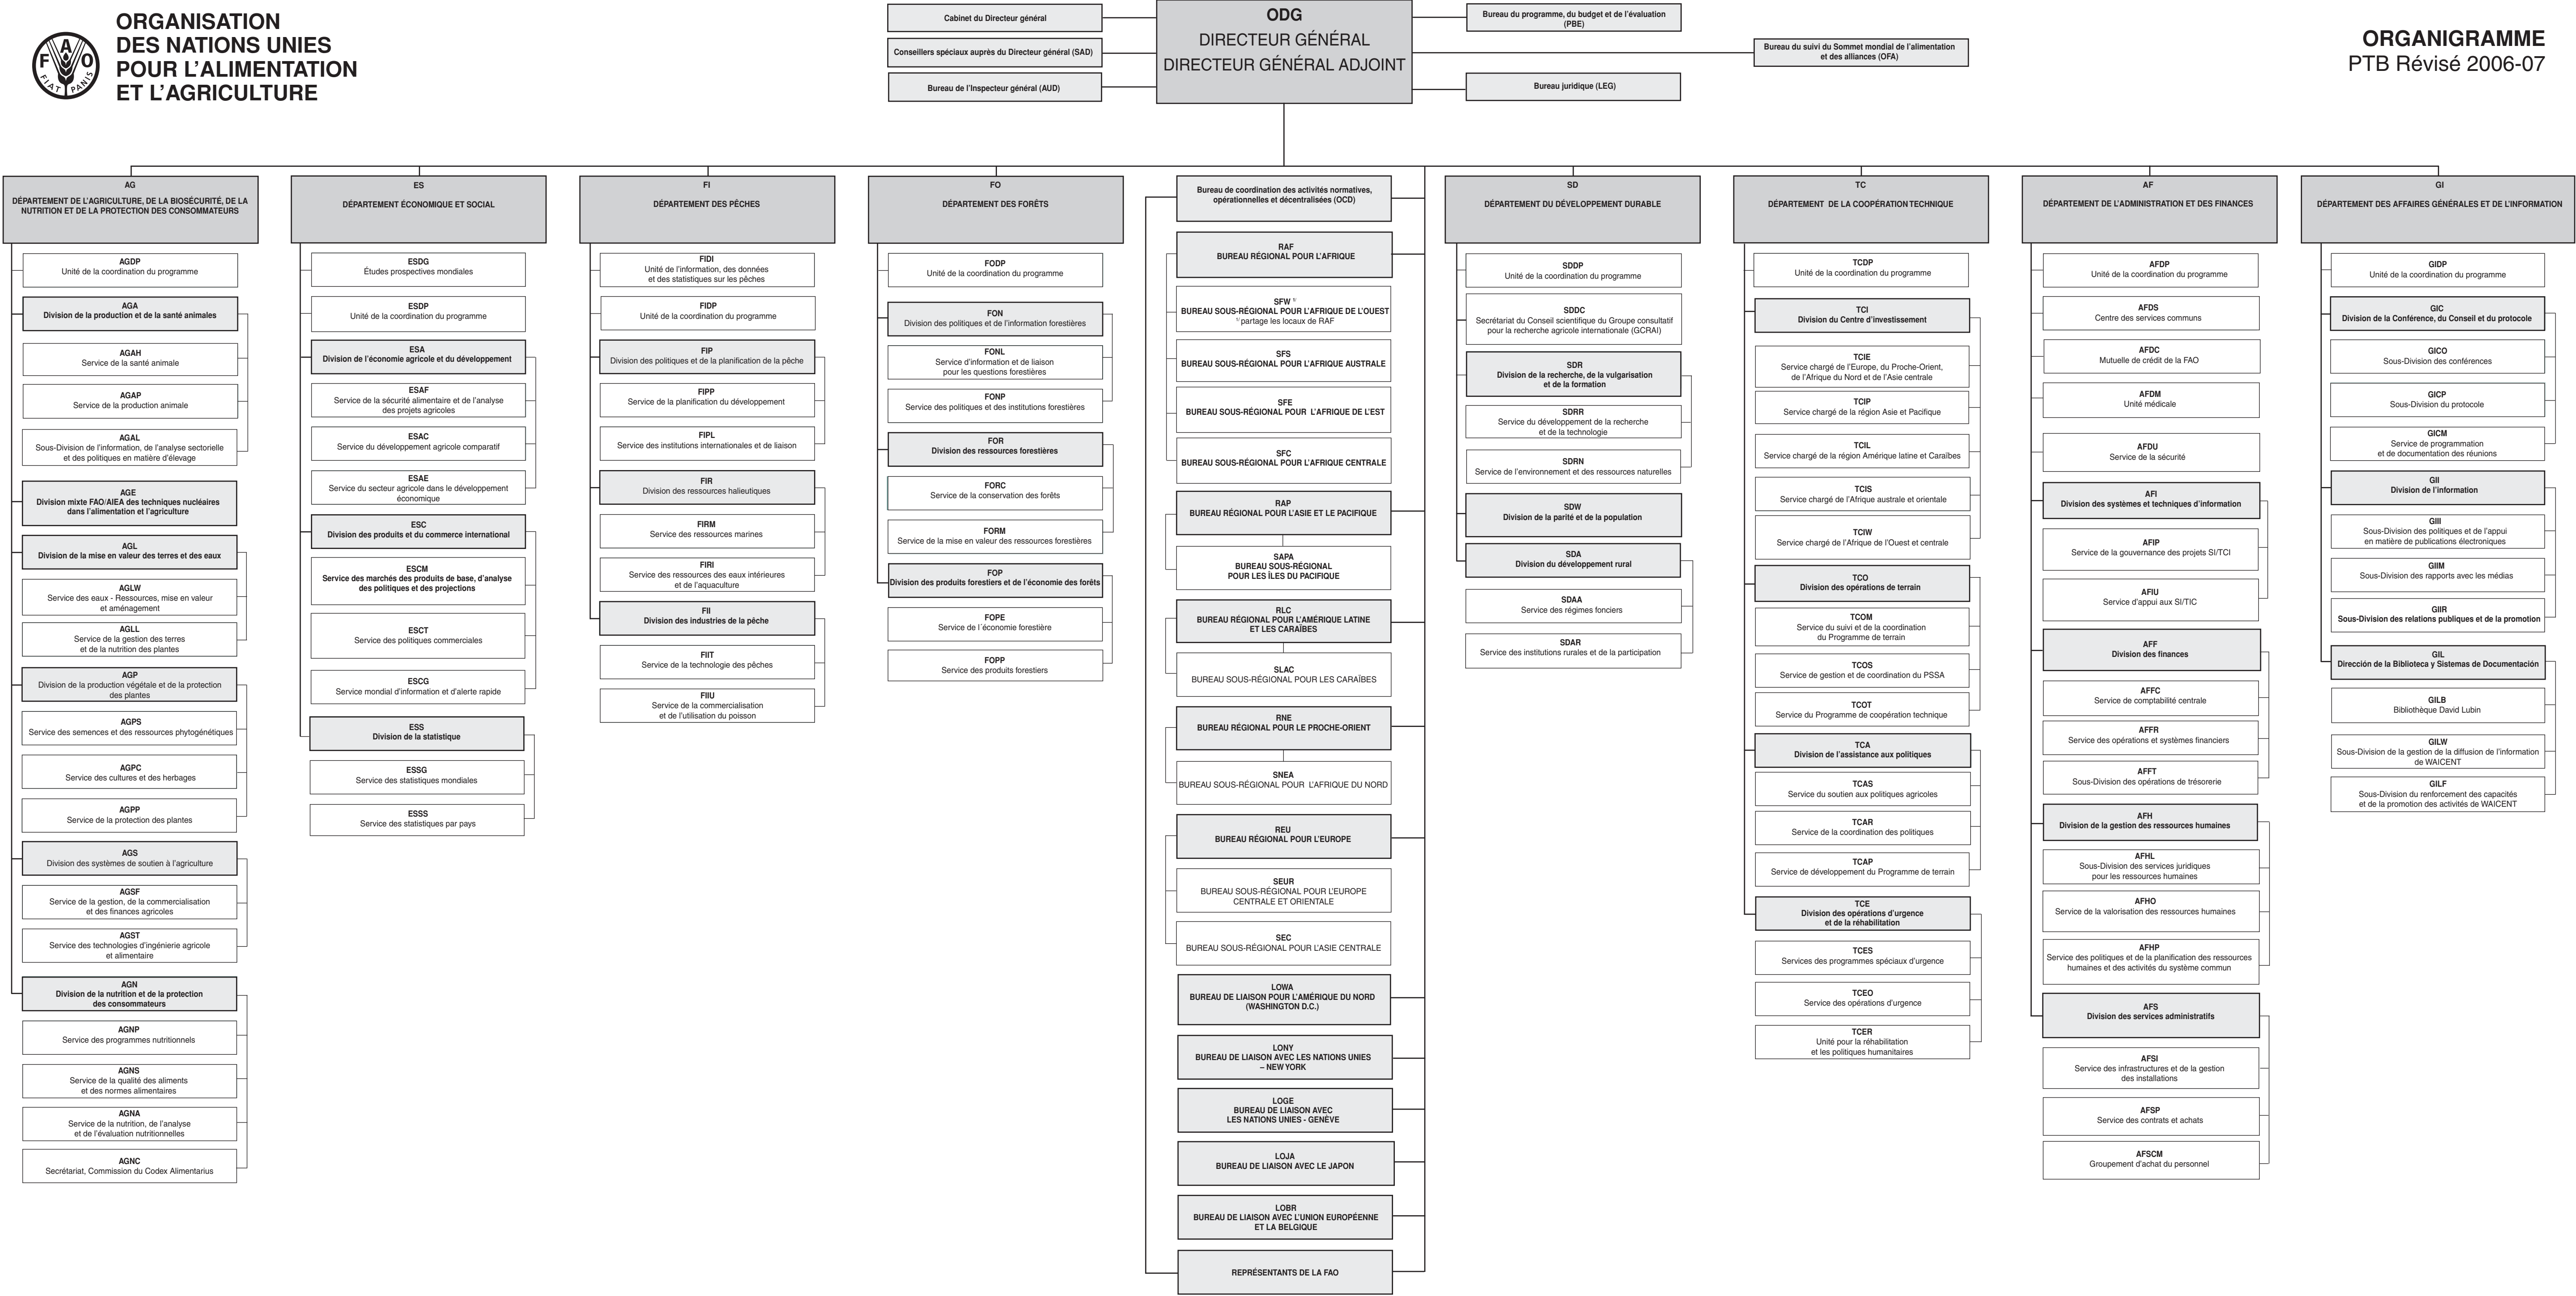 F A O
FIAT PANIS
ORGANISATION
DES NATIONS UNIES
POUR L’ALIMENTATION
ET L’AGRICULTURE
Cabinet du Directeur général
Conseillers spéciaux auprès du Directeur général (SAD)
Bureau de l’Inspecteur général (AUD)
ODG
DIRECTEUR GÉNÉRAL
DIRECTEUR GÉNÉRAL ADJOINT
Bureau du programme, du budget et de l’évaluation
(PBE)
Bureau du suivi du Sommet mondial de l’alimentation
et des alliances (OFA)
Bureau juridique (LEG)
ORGANIGRAMME
PTB Révisé 2006-07
AG
DÉPARTEMENT DE L’AGRICULTURE, DE LA BIOSÉCURITÉ, DE LA
NUTRITION ET DE LA PROTECTION DES CONSOMMATEURS
AGDP
Unité de la coordination du programme
AGA
Division de la production et de la santé animales
AGAH
Service de la santé animale
AGAP
Service de la production animale
AGAL
Sous-Division de l’information, de l’analyse sectorielle
et des politiques en matière d’élevage
AGE
Division mixte FAO/AIEA des techniques nucléaires
dans l’alimentation et l’agriculture
AGL
Division de la mise en valeur des terres et des eaux
AGLW
Service des eaux - Ressources, mise en valeur
et aménagement
AGLL
Service de la gestion des terres
et de la nutrition des plantes
AGP
Division de la production végétale et de la protection
des plantes
AGPS
Service des semences et des ressources phytogénétiques
AGPC
Service des cultures et des herbages
AGPP
Service de la protection des plantes
AGS
Division des systèmes de soutien à l’agriculture
AGSF
Service de la gestion, de la commercialisation
et des finances agricoles
AGST
Service des technologies d’ingénierie agricole
et alimentaire
AGN
Division de la nutrition et de la protection
des consommateurs
AGNP
Service des programmes nutritionnels
AGNS
Service de la qualité des aliments
et des normes alimentaires
AGNA
Service de la nutrition, de l’analyse
et de l’évaluation nutritionnelles
AGNC
Secrétariat, Commission du Codex Alimentarius
ES
DÉPARTEMENT ÉCONOMIQUE ET SOCIAL
ESDG
Études prospectives mondiales
ESDP
Unité de la coordination du programme
ESA
Division de l’économie agricole et du développement
ESAF
Service de la sécurité alimentaire et de l’analyse
des projets agricoles
ESAC
Service du développement agricole comparatif
ESAE
Service du secteur agricole dans le développement
économique
ESC
Division des produits et du commerce international
ESCM
Service des marchés des produits de base, d’analyse
des politiques et des projections
ESCT
Service des politiques commerciales
ESCG
Service mondial d’information et d’alerte rapide
ESS
Division de la statistique
ESSG
Service des statistiques mondiales
ESSS
Service des statistiques par pays
FI
DÉPARTEMENT DES PÊCHES
FIDI
Unité de l’information, des données
et des statistiques sur les pêches
FIDP
Unité de la coordination du programme
FIP
Division des politiques et de la planification de la pêche
FIPP
Service de la planification du développement
FIPL
Service des institutions internationales et de liaison
FIR
Division des ressources halieutiques
FIRM
Service des ressources marines
FIRI
Service des ressources des eaux intérieures
et de l’aquaculture
FII
Division des industries de la pêche
FIIT
Service de la technologie des pêches
FIIU
Service de la commercialisation
et de l’utilisation du poisson
FO
DÉPARTEMENT DES FORÊTS
FODP
Unité de la coordination du programme
FON
Division des politiques et de l’information forestières
FONL
Service d’information et de liaison
pour les questions forestières
FONP
Service des politiques et des institutions forestières
FOR
Division des ressources forestières
FORC
Service de la conservation des forêts
FORM
Service de la mise en valeur des ressources forestières
FOP
Division des produits forestiers et de l’économie des forêts
FOPE
Service de l´économie forestière
FOPP
Service des produits forestiers
Bureau de coordination des activités normatives,
opérationnelles et décentralisées (OCD)
RAF
BUREAU RÉGIONAL POUR L’AFRIQUE
SFW 1/
BUREAU SOUS-RÉGIONAL POUR L’AFRIQUE DE L’OUEST
1/ partage les locaux de RAF
SFS
BUREAU SOUS-RÉGIONAL POUR L’AFRIQUE AUSTRALE
SFE
BUREAU SOUS-RÉGIONAL POUR L’AFRIQUE DE L’EST
SFC
BUREAU SOUS-RÉGIONAL POUR L’AFRIQUE CENTRALE
RAP
BUREAU RÉGIONAL POUR L’ASIE ET LE PACIFIQUE
SAPA
BUREAU SOUS-RÉGIONAL
POUR LES ÎLES DU PACIFIQUE
RLC
BUREAU RÉGIONAL POUR L’AMÉRIQUE LATINE
ET LES CARAÏBES
SLAC
BUREAU SOUS-RÉGIONAL POUR LES CARAÏBES
RNE
BUREAU RÉGIONAL POUR LE PROCHE-ORIENT
SNEA
BUREAU SOUS-RÉGIONAL POUR L’AFRIQUE DU NORD
REU
BUREAU RÉGIONAL POUR L’EUROPE
SEUR
BUREAU SOUS-RÉGIONAL POUR L’EUROPE
CENTRALE ET ORIENTALE
SEC
BUREAU SOUS-RÉGIONAL POUR L’ASIE CENTRALE
LOWA
BUREAU DE LIAISON POUR L’AMÉRIQUE DU NORD
(WASHINGTON D.C.)
LONY
BUREAU DE LIAISON AVEC LES NATIONS UNIES
– NEW YORK
LOGE
BUREAU DE LIAISON AVEC
LES NATIONS UNIES - GENÈVE
LOJA
BUREAU DE LIAISON AVEC LE JAPON
LOBR
BUREAU DE LIAISON AVEC L’UNION EUROPÉENNE
ET LA BELGIQUE
REPRÉSENTANTS DE LA FAO
SD
DÉPARTEMENT DU DÉVELOPPEMENT DURABLE
SDDP
Unité de la coordination du programme
SDDC
Secrétariat du Conseil scientifique du Groupe consultatif
pour la recherche agricole internationale (GCRAI)
SDR
Division de la recherche, de la vulgarisation
et de la formation
SDRR
Service du développement de la recherche
et de la technologie
SDRN
Service de l’environnement et des ressources naturelles
SDW
Division de la parité et de la population
SDA
Division du développement rural
SDAA
Service des régimes fonciers
SDAR
Service des institutions rurales et de la participation
TC
DÉPARTEMENT DE LA COOPÉRATION TECHNIQUE
TCDP
Unité de la coordination du programme
TCI
Division du Centre d’investissement
TCIE
Service chargé de l’Europe, du Proche-Orient,
de l’Afrique du Nord et de l’Asie centrale
TCIP
Service chargé de la région Asie et Pacifique
TCIL
Service chargé de la région Amérique latine et Caraïbes
TCIS
Service chargé de l’Afrique australe et orientale
TCIW
Service chargé de l’Afrique de l’Ouest et centrale
TCO
Division des opérations de terrain
TCOM
Service du suivi et de la coordination
du Programme de terrain
TCOS
Service de gestion et de coordination du PSSA
TCOT
Service du Programme de coopération technique
TCA
Division de l’assistance aux politiques
TCAS
Service du soutien aux politiques agricoles
TCAR
Service de la coordination des politiques
TCAP
Service de développement du Programme de terrain
TCE
Division des opérations d’urgence
et de la réhabilitation
TCES
Services des programmes spéciaux d’urgence
TCEO
Service des opérations d’urgence
TCER
Unité pour la réhabilitation
et les politiques humanitaires
AF
DÉPARTEMENT DE L’ADMINISTRATION ET DES FINANCES
AFDP
Unité de la coordination du programme
AFDS
Centre des services communs
AFDC
Mutuelle de crédit de la FAO
AFDM
Unité médicale
AFDU
Service de la sécurité
AFI
Division des systèmes et techniques d’information
AFIP
Service de la gouvernance des projets SI/TCI
AFIU
Service d’appui aux SI/TIC
AFF
Division des finances
AFFC
Service de comptabilité centrale
AFFR
Service des opérations et systèmes financiers
AFFT
Sous-Division des opérations de trésorerie
AFH
Division de la gestion des ressources humaines
AFHL
Sous-Division des services juridiques
pour les ressources humaines
AFHO
Service de la valorisation des ressources humaines
AFHP
Service des politiques et de la planification des ressources
humaines et des activités du système commun
AFS
Division des services administratifs
AFSI
Service des infrastructures et de la gestion
des installations
AFSP
Service des contrats et achats
AFSCM
Groupement d’achat du personnel
GI
DÉPARTEMENT DES AFFAIRES GÉNÉRALES ET DE L’INFORMATION
GIDP
Unité de la coordination du programme
GIC
Division de la Conférence, du Conseil et du protocole
GICO
Sous-Division des conférences
GICP
Sous-Division du protocole
GICM
Service de programmation
et de documentation des réunions
GII
Division de l’information
GIII
Sous-Division des politiques et de l’appui
en matière de publications électroniques
GIIM
Sous-Division des rapports avec les médias
GIIR
Sous-Division des relations publiques et de la promotion
GIL
Dirección de la Biblioteca y Sistemas de Documentación
GILB
Bibliothèque David Lubin
GILW
Sous-Division de la gestion de la diffusion de l’information
de WAICENT
GILF
Sous-Division du renforcement des capacités
et de la promotion des activités de WAICENT